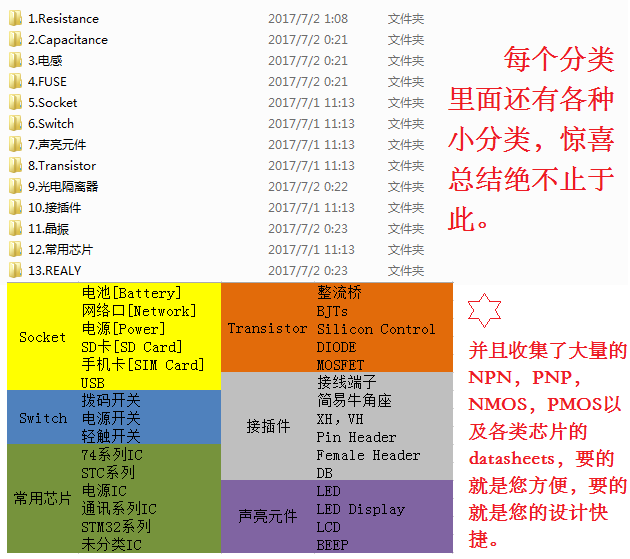 1.Resistance 2017/7/2 1:08 文件夹
2.Capacitance 2017/7/2 0:21 文件夹
3.电感 2017/7/2 0:21 文件夹
4.FUSE 2017/7/2 0:21 文件夹
5.Socket 2017/7/1 11:13 文件夹
6.Switch 2017/7/1 11:13 文件夹
7.声亮元件 2017/7/1 11:13 文件夹
8.Transistor 2017/7/1 11:13 文件夹
9.光电隔离器 2017/7/2 0:22 文件夹
10.接插件 2017/7/1 11:13 文件夹
11.晶振 2017/7/2 0:23 文件夹
12.常用芯片 2017/7/1 11:13 文件夹
13.REALY 2017/7/2 0:23 文件夹
每个分类
里面还有各种
小分类，惊喜
总结绝不止于
此。
Socket
电池[Battery]
网络口[Network]
电源[Power]
SD卡[SD Card]
手机卡[SIM Card]
USB
Switch
拨码开关
电源开关
轻触开关
常用芯片
74系列IC
STC系列
电源IC
通讯系列IC
STM32系列
未分类IC
Transistor
整流桥
BJTs
Silicon Control
DIODE
MOSFET
接插件
接线端子
简易牛角座
XH，VH
Pin Header
Female Header
DB
声亮元件
LED
LED Display
LCD
BEEP
并且收集了大量的
NPN，PNP，
NMOS，PMOS以
及各类芯片的
datasheets，要的
就是您方便，要的
就是您的设计快
捷。